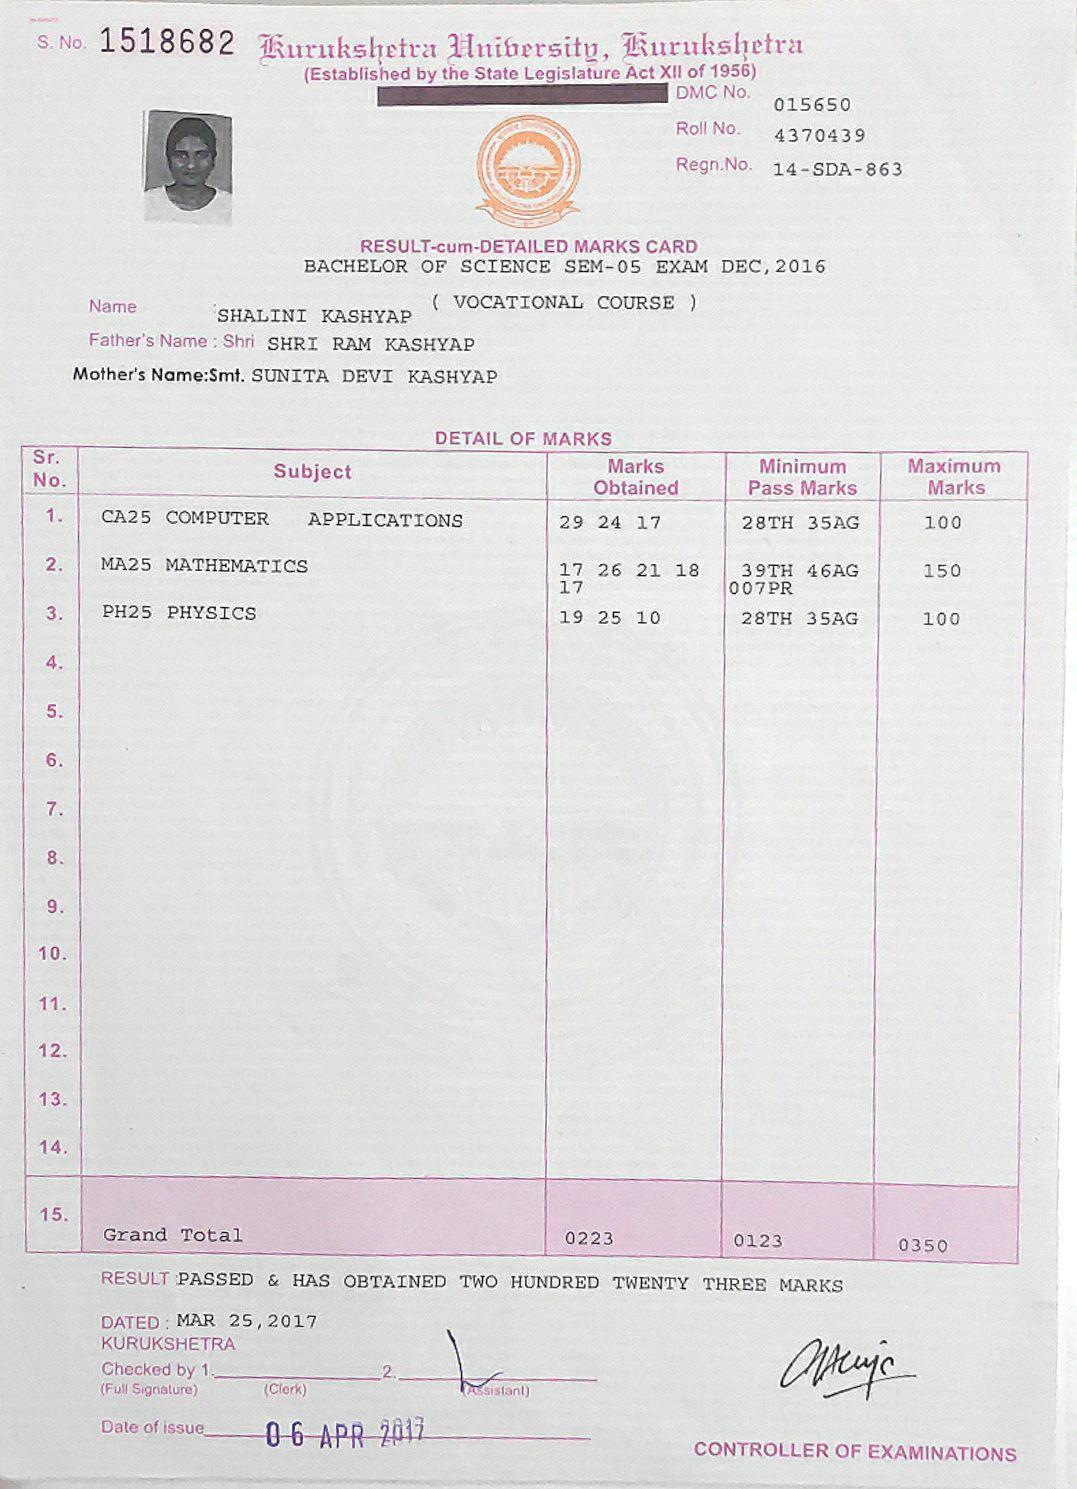 S. No. 1518682
Kurukshetra University, Kurukshetra
(Established by the State Legislature Act XII of 1956)
DMC No. 015650
Roll No. 4370439
Regn.No. 14-SDA-863
RESULT-cum-DETAILED MARKS CARD
BACHELOR OF SCIENCE SEM-05 EXAM DEC,2016
( VOCATIONAL COURSE )
Name SHALINI KASHYAP
Father's Name : Shri SHRI RAM KASHYAP
Mother's Name:Smt. SUNITA DEVI KASHYAP
DETAIL OF MARKS
Sr. No. Subject Marks Obtained Minimum Pass Marks Maximum Marks
1. CA25 COMPUTER APPLICATIONS 29 24 17 28TH 35AG 100
2. MA25 MATHEMATICS 17 26 21 18 39TH 46AG 150
17 007PR
3. PH25 PHYSICS 19 25 10 28TH 35AG 100
4.
5.
6.
7.
8.
9.
10.
11.
12.
13.
14.
15. Grand Total 0223 0123 0350
RESULT :PASSED & HAS OBTAINED TWO HUNDRED TWENTY THREE MARKS
DATED : MAR 25,2017
KURUKSHETRA
Checked by 1. 2.
(Full Signature) (Clerk) (Assistant)
Date of issue 06 APR 2017
CONTROLLER OF EXAMINATIONS